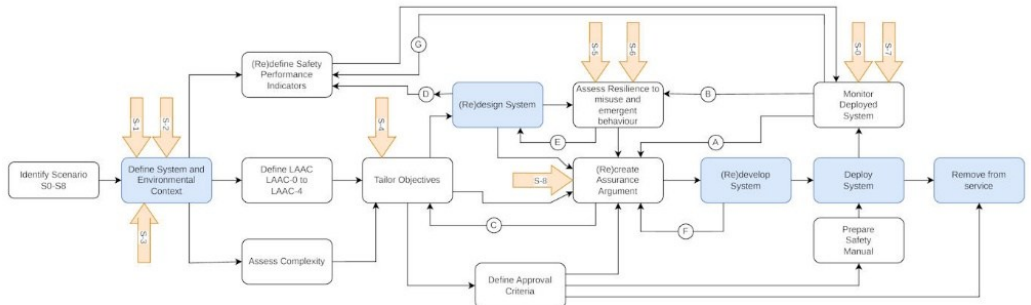 G
S-5
S-6
S-0
S-7
(Re)define Safety
Performance
Indicators
D
(Re)design System
Assess Resilience to
misuse and
emergent
behaviour
B
Monitor
Deployed
System
S-1
S-2
S-4
E
A
Identify Scenario
S0-S8
Define System and
Environmental
Context
Define LAAC
LAAC-0 to
LAAC-4
Tailor Objectives
S-8
(Re)create
Assurance
Argument
(Re)develop
System
Deploy
System
Remove from
service
S-3
C
F
Assess Complexity
Prepare
Safety
Manual
Define Approval
Criteria